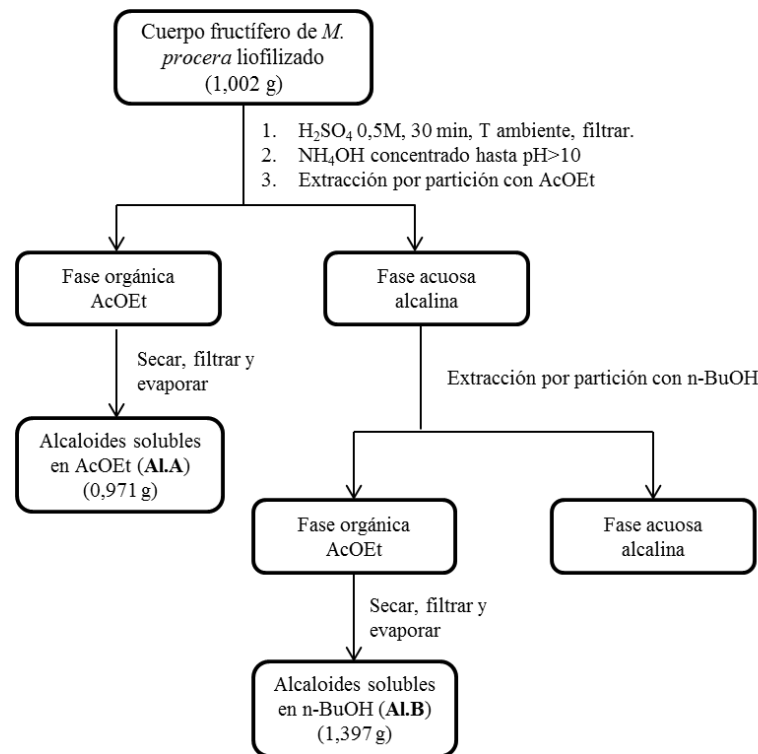 Cuerpo fructífero de M.
procera liofilizado
(1,002 g)
1. H₂SO₄ 0,5M, 30 min, T ambiente, filtrar.
2. NH₄OH concentrado hasta pH>10
3. Extracción por partición con AcOEt
Fase orgánica
AcOEt
Fase acuosa
alcalina
Secar, filtrar y
evaporar
Extracción por partición con n-BuOH
Alcaloides solubles
en AcOEt (Al.A)
(0,971 g)
Fase orgánica
AcOEt
Fase acuosa
alcalina
Secar, filtrar y
evaporar
Alcaloides solubles
en n-BuOH (Al.B)
(1,397 g)